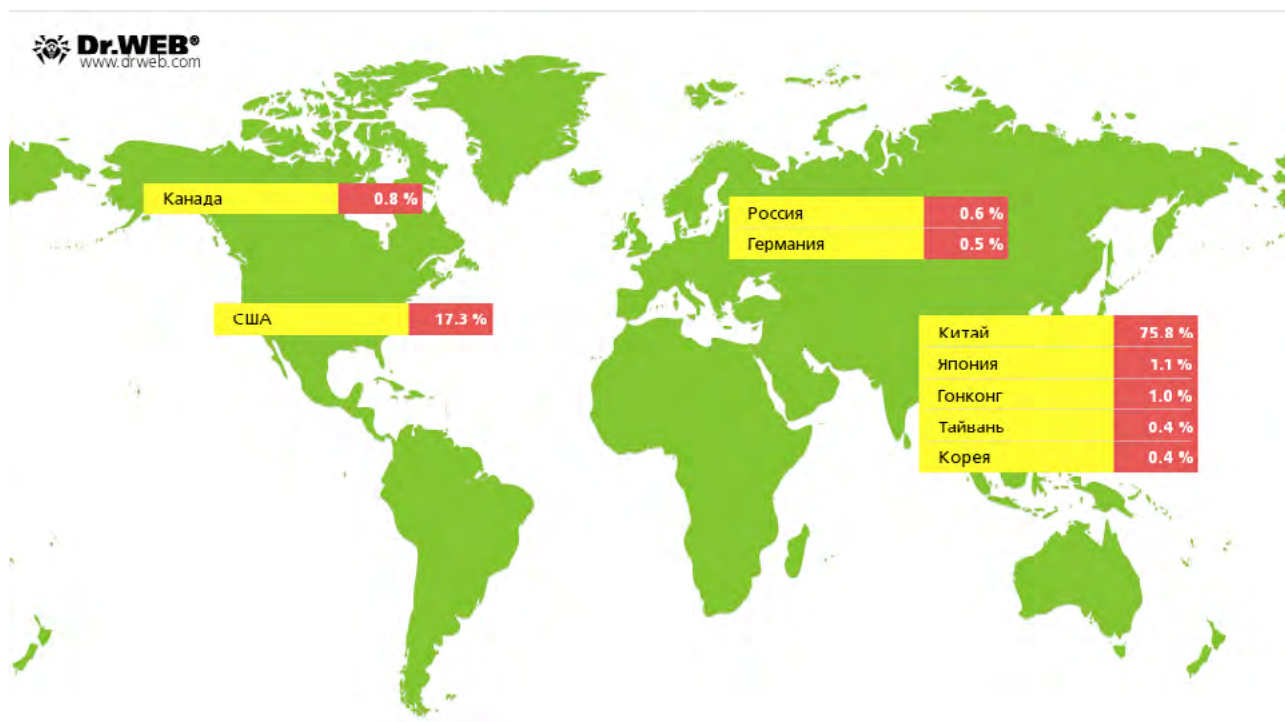 Dr.WEB®
www.drweb.com
Канада 0.8 %
США 17.3 %
Россия 0.6 %
Германия 0.5 %
Китай 75.8 %
Япония 1.1 %
Гонконг 1.0 %
Тайвань 0.4 %
Корея 0.4 %